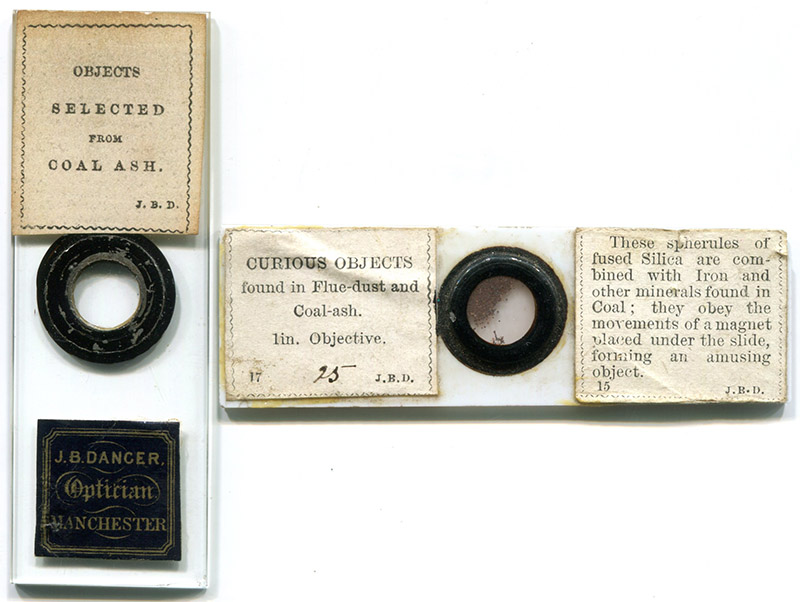 OBJECTS
SELECTED
FROM
COAL ASH.
J. B. D.
J. B. DANCER,
Optician,
MANCHESTER
CURIOUS OBJECTS
found in Flue-dust and
Coal-ash.
1in. Objective.
17 25 J.B.D.
These spherules of
fused Silica are com-
bined with Iron and
other minerals found in
Coal; they obey the
movements of a magnet
placed under the slide,
forming an amusing
object.
15 J.B.D.